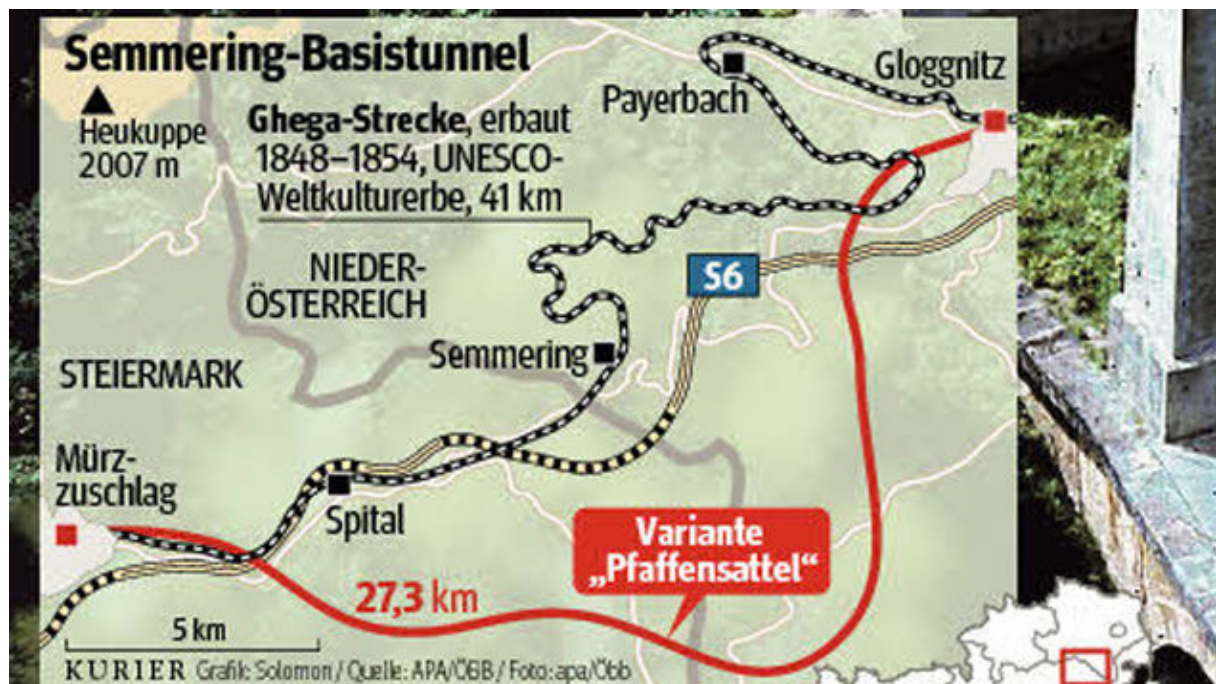 Semmering-Basistunnel
Heukuppe
2007 m
Ghega-Strecke, erbaut
1848–1854, UNESCO-
Weltkulturerbe, 41 km
Payerbach
Gloggnitz
NIEDER-
ÖSTERREICH
S6
Semmering
STEIERMARK
Mürz-
zuschlag
Spital
Variante
„Pfaffensattel“
27,3 km
5 km
KURIER Grafik: Solomon / Quelle: APA/ÖBB / Foto: apa/Öbb